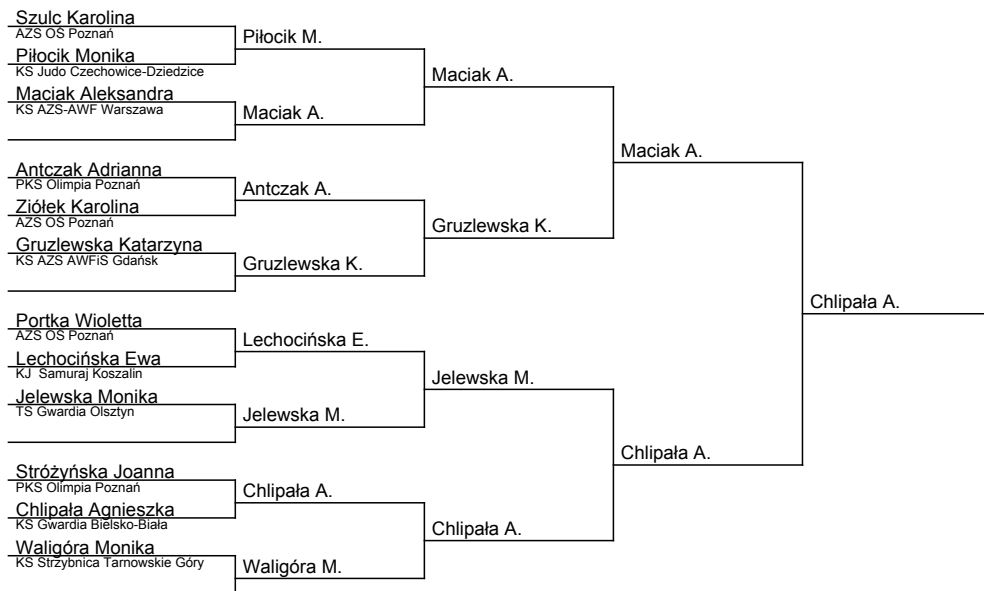 Szulc Karolina
AZS OŚ Poznań
Piłocik M.
Piłocik Monika
KS Judo Czechowice-Dziedzice
Maciak A.
Maciak Aleksandra
KS AZS-AWF Warszawa
Maciak A.
Maciak A.
Antczak Adrianna
PKS Olimpia Poznań
Antczak A.
Ziółek Karolina
AZS OŚ Poznań
Gruzlewska K.
Gruzlewska Katarzyna
KS AZS AWFiS Gdańsk
Gruzlewska K.
Chlipała A.
Portka Wioletta
AZS OŚ Poznań
Lechocińska E.
Lechocińska Ewa
KJ Samuraj Koszalin
Jelewska M.
Jelewska Monika
TS Gwardia Olsztyn
Jelewska M.
Chlipała A.
Stróżyńska Joanna
PKS Olimpia Poznań
Chlipała A.
Chlipała Agnieszka
KS Gwardia Bielsko-Biała
Chlipała A.
Waligóra Monika
KS Strzybnica Tarnowskie Góry
Waligóra M.